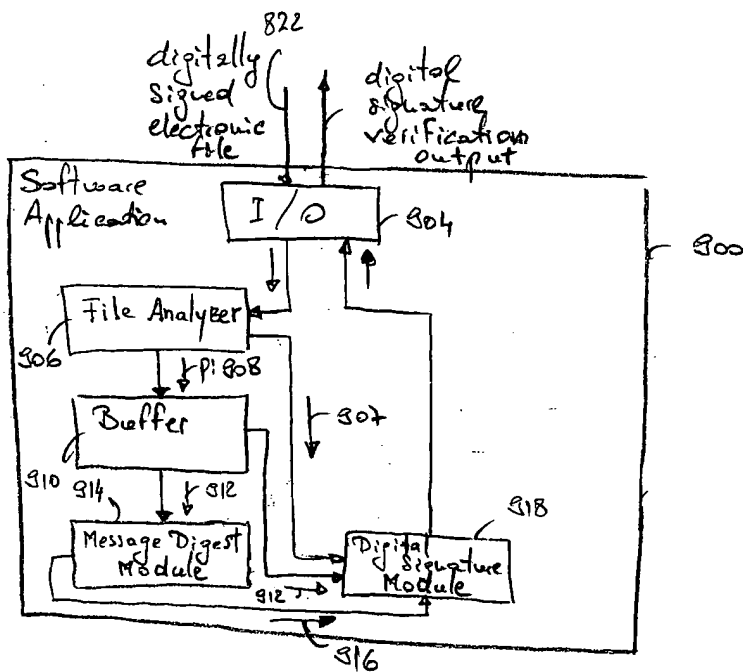 822
digitally
signed
electronic
file
digital
signature
verification
output
Software
Application
I/O
904
900
File Analyzer
906
pi 908
907
Buffer
910
914
912
918
Message Digest
Module
Digital
Signature
Module
912
916